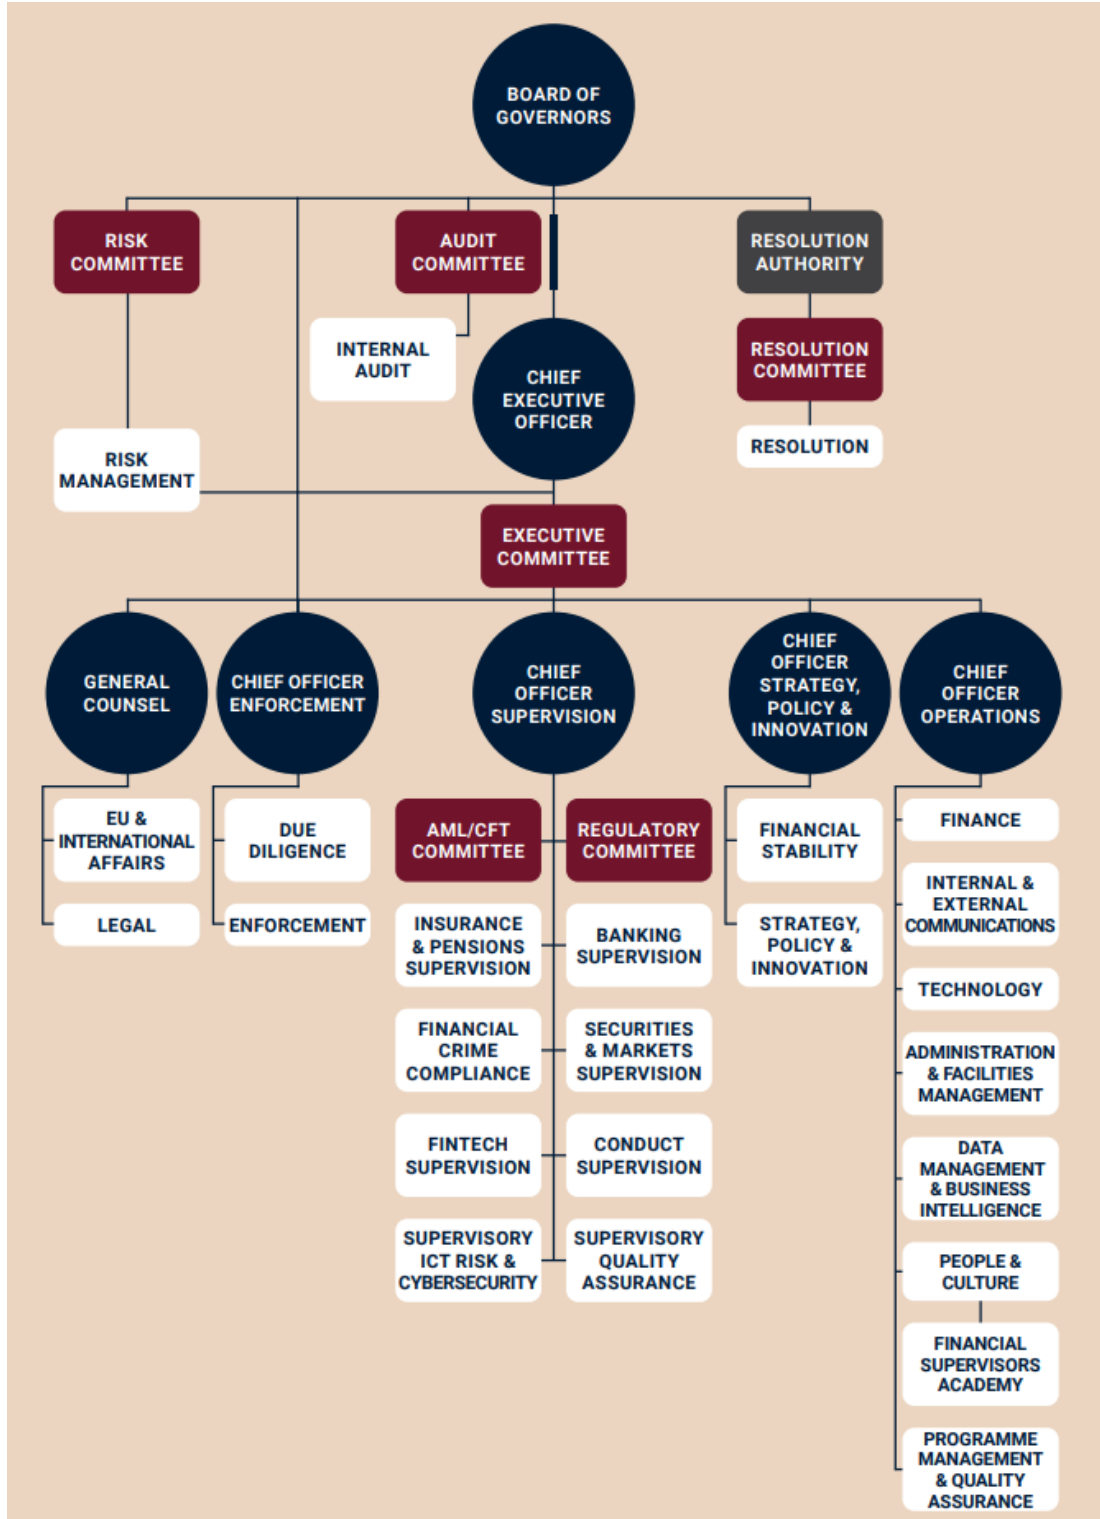 BOARD OF
GOVERNORS
RISK
COMMITTEE
AUDIT
COMMITTEE
RESOLUTION
AUTHORITY
INTERNAL
AUDIT
CHIEF
EXECUTIVE
OFFICER
RESOLUTION
COMMITTEE
RISK
MANAGEMENT
RESOLUTION
EXECUTIVE
COMMITTEE
GENERAL
COUNSEL
CHIEF OFFICER
ENFORCEMENT
CHIEF
OFFICER
SUPERVISION
CHIEF
OFFICER
STRATEGY,
POLICY &
INNOVATION
CHIEF
OFFICER
OPERATIONS
EU &
INTERNATIONAL
AFFAIRS
LEGAL
DUE
DILIGENCE
ENFORCEMENT
AML/CFT
COMMITTEE
REGULATORY
COMMITTEE
INSURANCE
& PENSIONS
SUPERVISION
BANKING
SUPERVISION
FINANCIAL
CRIME
COMPLIANCE
SECURITIES
& MARKETS
SUPERVISION
FINTECH
SUPERVISION
CONDUCT
SUPERVISION
SUPERVISORY
ICT RISK &
CYBERSECURITY
SUPERVISORY
QUALITY
ASSURANCE
FINANCIAL
STABILITY
STRATEGY,
POLICY &
INNOVATION
FINANCE
INTERNAL &
EXTERNAL
COMMUNICATIONS
TECHNOLOGY
ADMINISTRATION
& FACILITIES
MANAGEMENT
DATA
MANAGEMENT
& BUSINESS
INTELLIGENCE
PEOPLE &
CULTURE
FINANCIAL
SUPERVISORS
ACADEMY
PROGRAMME
MANAGEMENT
& QUALITY
ASSURANCE